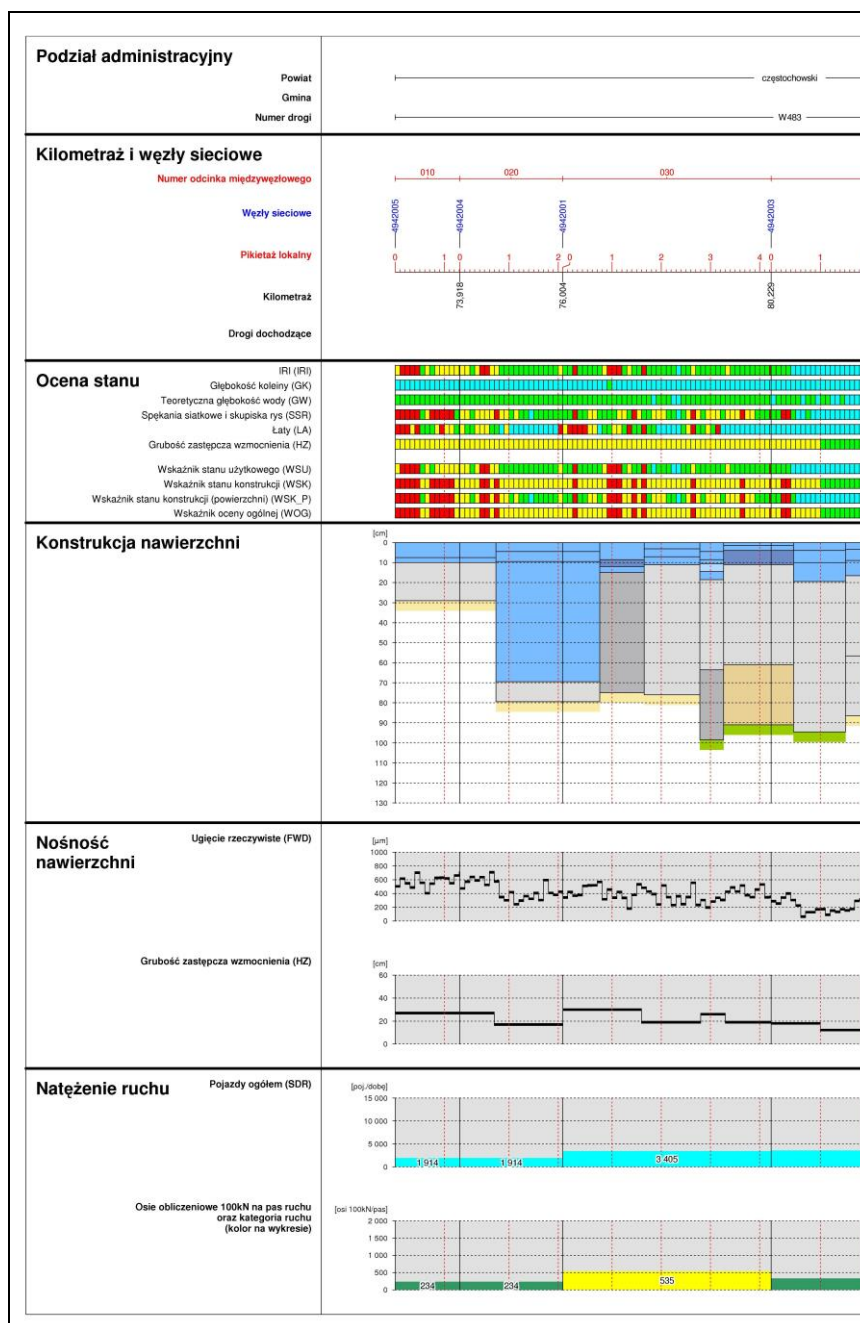 Podział administracyjny
Powiat
częstochowski
Gmina
Numer drogi
W483
Kilometraż i węzły sieciowe
Numer odcinka międzywęzłowego
010 020 030
Węzły sieciowe
4942005 4942004 4942001 4942003
Pikietaż lokalny
0 1 0 1 2 0 1 2 3 4 0 1
Kilometraż
73,918 76,004 80,229
Drogi dochodzące
Ocena stanu
IRI (IRI)
Głębokość koleiny (GK)
Teoretyczna głębokość wody (GW)
Spękania siatkowe i skupiska rys (SSR)
Łaty (LA)
Grubość zastępcza wzmocnienia (HZ)
Wskaźnik stanu użytkowego (WSU)
Wskaźnik stanu konstrukcji (WSK)
Wskaźnik stanu konstrukcji (powierzchni) (WSK_P)
Wskaźnik oceny ogólnej (WOG)
Konstrukcja nawierzchni
[cm]
0
10
20
30
40
50
60
70
80
90
100
110
120
130
Nośność
nawierzchni
Ugięcie rzeczywiste (FWD)
[µm]
1000
800
600
400
200
0
Grubość zastępcza wzmocnienia (HZ)
[cm]
60
40
20
0
Natężenie ruchu
Pojazdy ogółem (SDR)
[poj./dobę]
15 000
10 000
5 000
0
1 914 1 914 3 405
Osie obliczeniowe 100kN na pas ruchu
oraz kategoria ruchu
(kolor na wykresie)
[osi 100kN/pas]
2 000
1 500
1 000
500
0
234 234 535